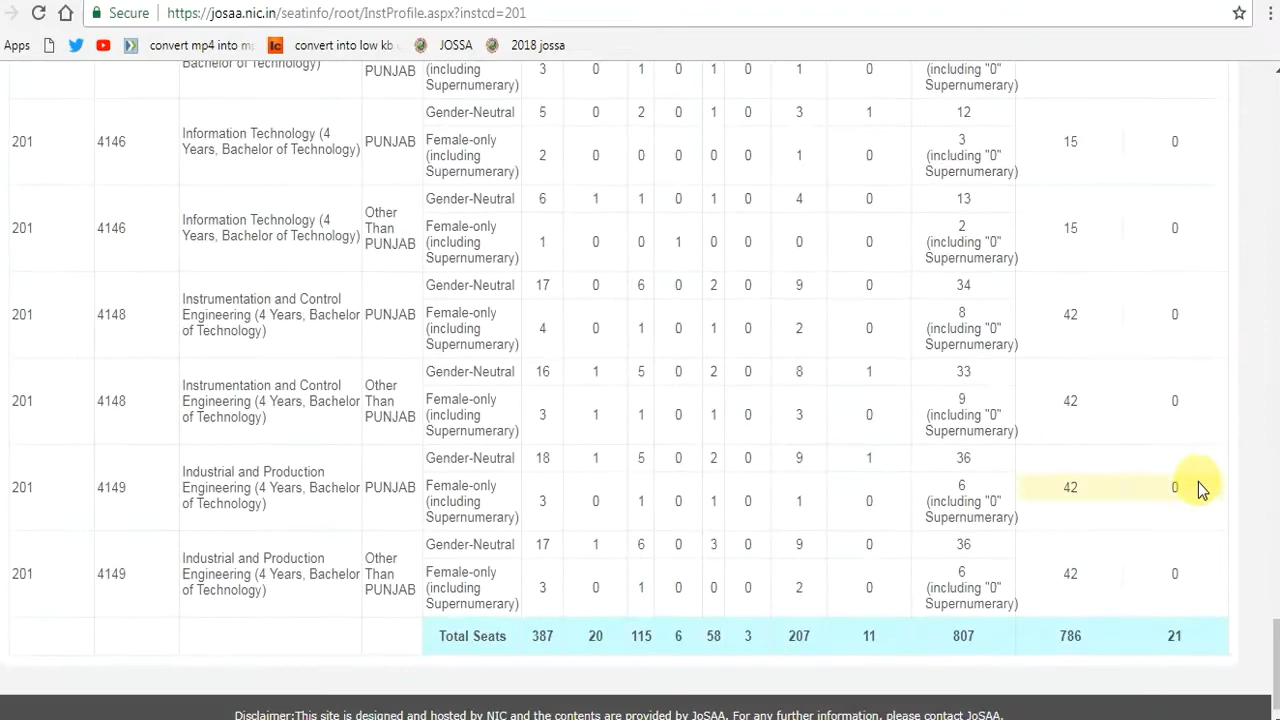 Secure https://josaa.nic.in/seatinfo/root/InstProfile.aspx?instcd=201
Apps convert mp4 into m convert into low kb JOSSA 2018 jossa
Bachelor of Technology) PUNJAB (including Supernumerary) 3 0 1 0 1 0 1 0 (including "0" Supernumerary)
201 4146 Information Technology (4 Years, Bachelor of Technology) PUNJAB Gender-Neutral 5 0 2 0 1 0 3 1 12 15 0
Female-only (including Supernumerary) 2 0 0 0 0 0 1 0 3 (including "0" Supernumerary)
201 4146 Information Technology (4 Years, Bachelor of Technology) Other Than PUNJAB Gender-Neutral 6 1 1 0 1 0 4 0 13 15 0
Female-only (including Supernumerary) 1 0 0 1 0 0 0 0 2 (including "0" Supernumerary)
201 4148 Instrumentation and Control Engineering (4 Years, Bachelor of Technology) PUNJAB Gender-Neutral 17 0 6 0 2 0 9 0 34 42 0
Female-only (including Supernumerary) 4 0 1 0 1 0 2 0 8 (including "0" Supernumerary)
201 4148 Instrumentation and Control Engineering (4 Years, Bachelor of Technology) Other Than PUNJAB Gender-Neutral 16 1 5 0 2 0 8 1 33 42 0
Female-only (including Supernumerary) 3 1 1 0 1 0 3 0 9 (including "0" Supernumerary)
201 4149 Industrial and Production Engineering (4 Years, Bachelor of Technology) PUNJAB Gender-Neutral 18 1 5 0 2 0 9 1 36 42 0
Female-only (including Supernumerary) 3 0 1 0 1 0 1 0 6 (including "0" Supernumerary)
201 4149 Industrial and Production Engineering (4 Years, Bachelor of Technology) Other Than PUNJAB Gender-Neutral 17 1 6 0 3 0 9 0 36 42 0
Female-only (including Supernumerary) 3 0 1 0 0 0 2 0 6 (including "0" Supernumerary)
Total Seats 387 20 115 6 58 3 207 11 807 786 21
Disclaimer:This site is designed and hosted by NIC and the contents are provided by JoSAA. For any further information, please contact JoSAA.